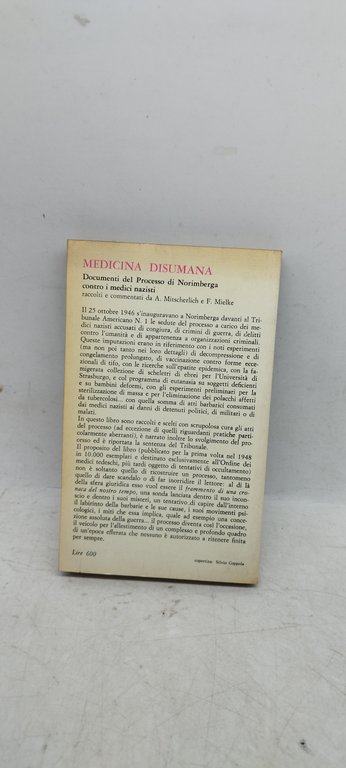 MEDICINA DISUMANA
Documenti del Processo di Norimberga
contro i medici nazisti
raccolti e commentati da A. Mitscherlich e F. Mielke
Il 25 ottobre 1946 s'inauguravano a Norimberga davanti al Tri-
bunale Americano N. 1 le sedute del processo a carico dei me-
dici nazisti accusati di congiura, di crimini di guerra, di delitti
contro l'umanità e di appartenenza a organizzazioni criminali.
Queste imputazioni erano in riferimento con i noti esperimenti
(ma non poi tanto nei loro dettagli) di decompressione e di
congelamento prolungato, di vaccinazione contro forme ecce-
zionali di tifo, con le ricerche sull'epatite epidemica, con la fa-
migerata collezione di scheletri di ebrei per l'Università di
Strasburgo, e col programma di eutanasia su soggetti deficienti
e su bambini deformi, con gli esperimenti preliminari per la
sterilizzazione di massa e per l'eliminazione dei polacchi affetti
da tubercolosi... con quella somma di atti barbarici consumati
dai medici nazisti ai danni di detenuti politici, di militari o di
malati.
In questo libro sono raccolti e scelti con scrupolosa cura gli atti
del processo (ad eccezione di quelli riguardanti pratiche parti-
colarmente aberranti), è narrato inoltre lo svolgimento del pro-
cesso ed è riportata la sentenza del Tribunale.
Il proposito del libro (pubblicato per la prima volta nel 1948
in 10.000 esemplari e destinato esclusivamente all'Ordine dei
medici tedeschi, più tardi oggetto di tentativi di occultamento)
non è soltanto quello di ricostruire un processo, tantomeno
quello di dare scandalo o di far inorridire il lettore: al di là
della sfera giuridica esso vuol essere il frammento di una cro-
naca del nostro tempo, una sonda lanciata dentro il suo incon-
scio e dentro i suoi misteri, un tentativo di capire dall'interno
il labirinto della barbarie e le sue cause, i suoi movimenti psi-
cologici, i miti che essa implica, quale ad esempio una conce-
zione assoluta della guerra... il processo diventa così l'occasione,
il veicolo per l'allestimento di un complesso e profondo quadro
di un'epoca efferata che nessuno è autorizzato a ritenere finita
per sempre.
Lire 600
copertina: Silvio Coppola